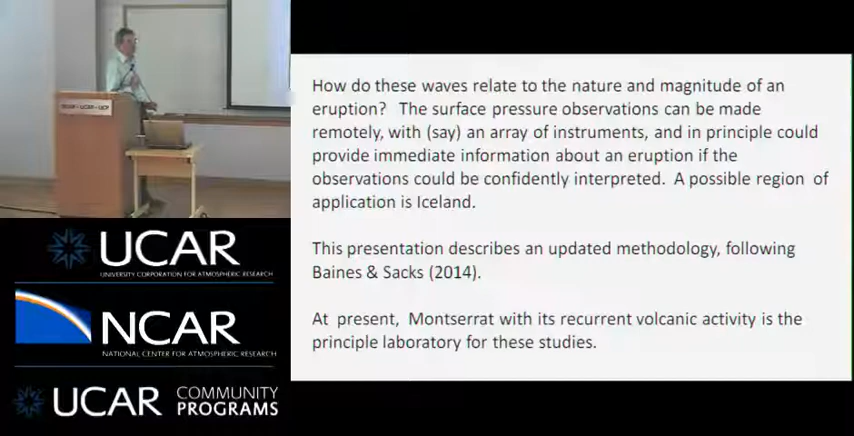 How do these waves relate to the nature and magnitude of an
eruption? The surface pressure observations can be made
remotely, with (say) an array of instruments, and in principle could
provide immediate information about an eruption if the
observations could be confidently interpreted. A possible region of
application is Iceland.
This presentation describes an updated methodology, following
Baines & Sacks (2014).
At present, Montserrat with its recurrent volcanic activity is the
principle laboratory for these studies.
UCAR
UNIVERSITY CORPORATION FOR ATMOSPHERIC RESEARCH
NCAR
NATIONAL CENTER FOR ATMOSPHERIC RESEARCH
UCAR COMMUNITY
PROGRAMS